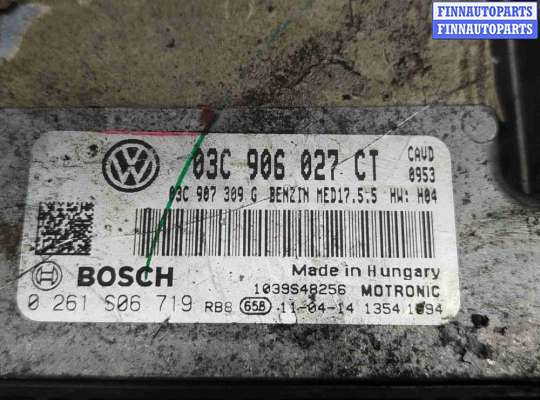 FINNAUTOPARTS
FINNAUTOPARTS
03C 906 027 CT CAVD
0953
03C 907 309 G BENZIN MED17.5.5 HW: H04
BOSCH Made in Hungary
1039S48256 MOTRONIC
0 261 S06 719 RB8 658 11-04-14 1354